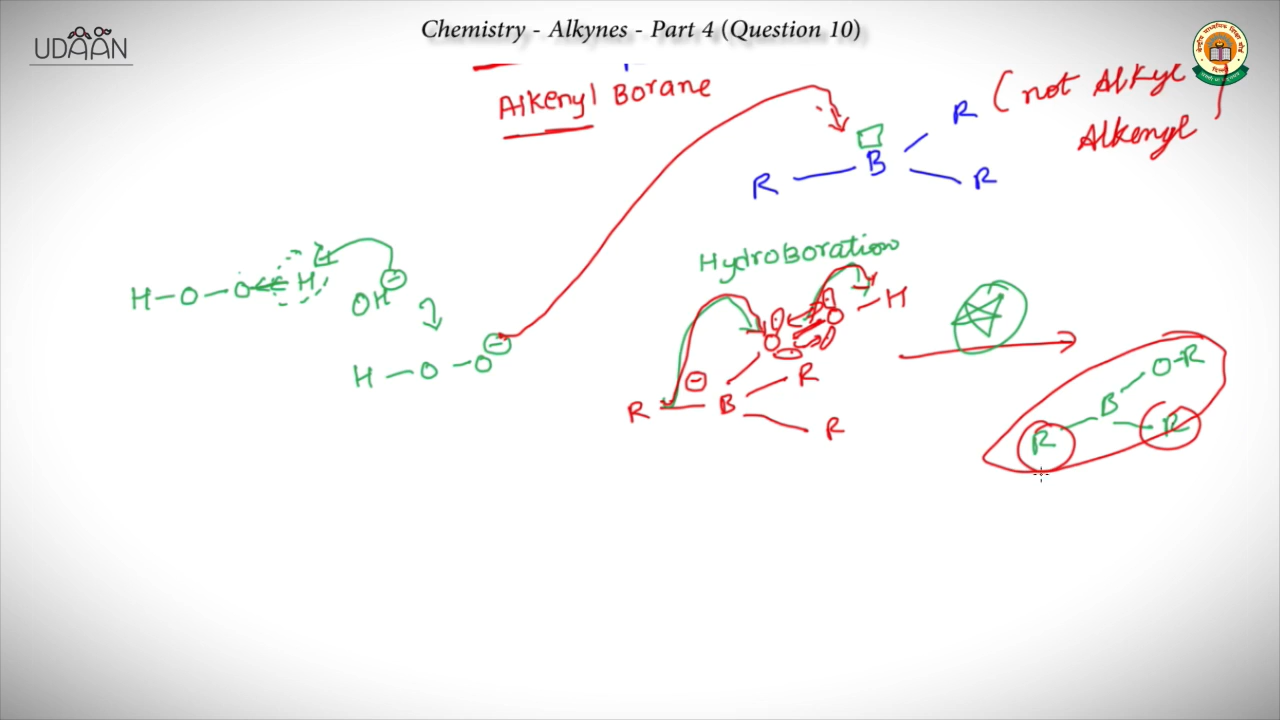 Chemistry - Alkynes - Part 4 (Question 10)
UDAAN
Alkenyl Borane
(not Alkyl
Alkenyl)
R
R B R
Hydroboration
H-O-O H OH
H-O-O
O O-H
R B R
R
O-R
B
R R